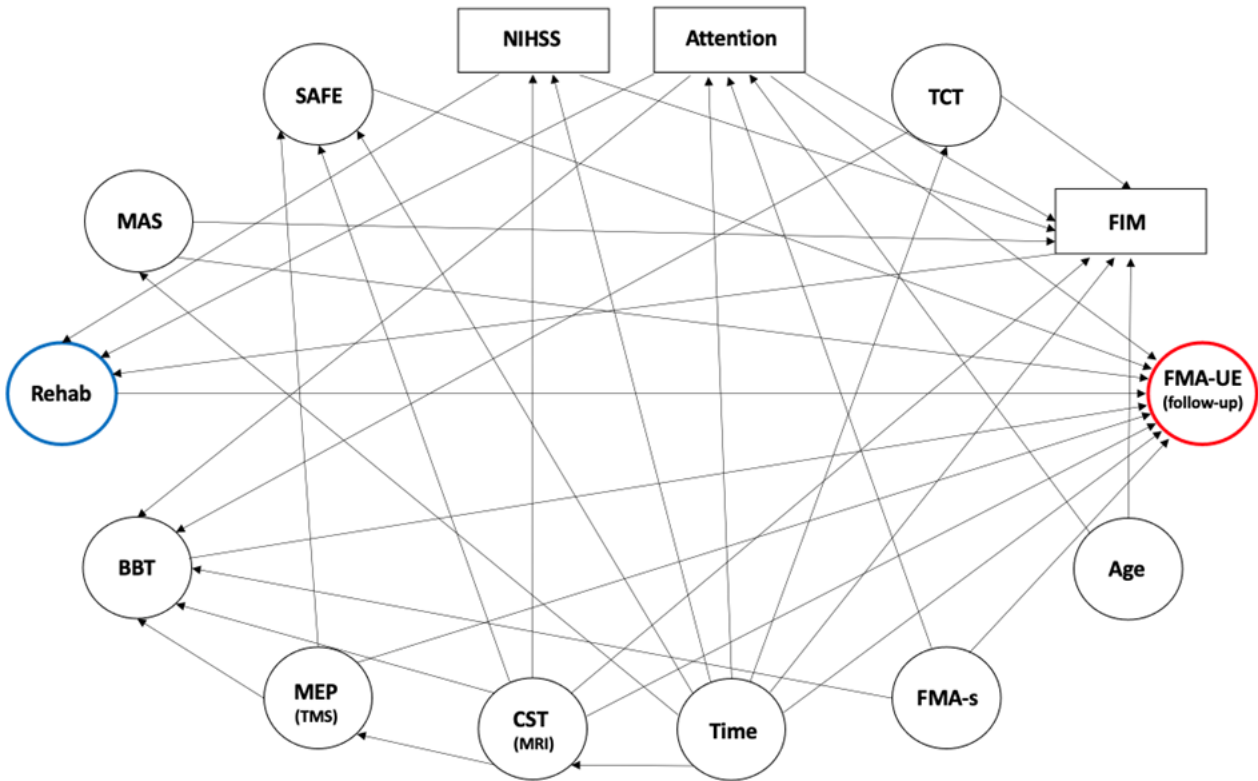 NIHSS
Attention
SAFE
TCT
MAS
FIM
Rehab
FMA-UE
(follow-up)
BBT
Age
MEP
(TMS)
CST
(MRI)
Time
FMA-s